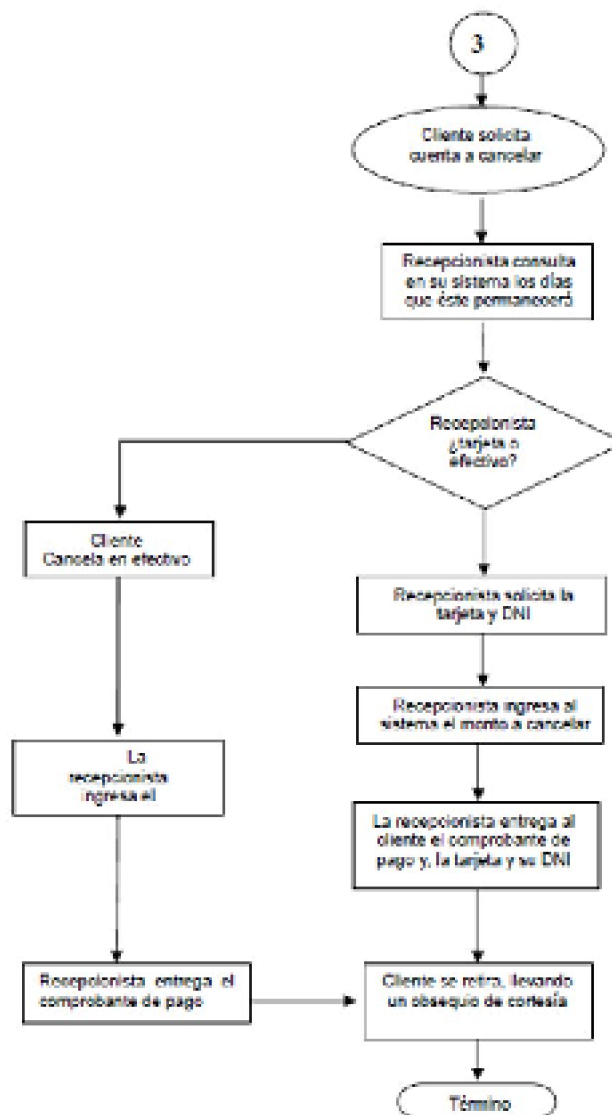 3
Cliente solicita
cuenta a cancelar
Recepcionista consulta
en su sistema los días
que éste permanecerá
Recepcionista
¿tarjeta o
efectivo?
Cliente
Cancela en efectivo
Recepcionista solicita la
tarjeta y DNI
Recepcionista ingresa al
sistema el monto a cancelar
La
recepcionista
ingresa el
La recepcionista entrega al
cliente el comprobante de
pago y, la tarjeta y su DNI
Recepcionista entrega el
comprobante de pago
Cliente se retira, llevando
un obsequio de cortesía
Término